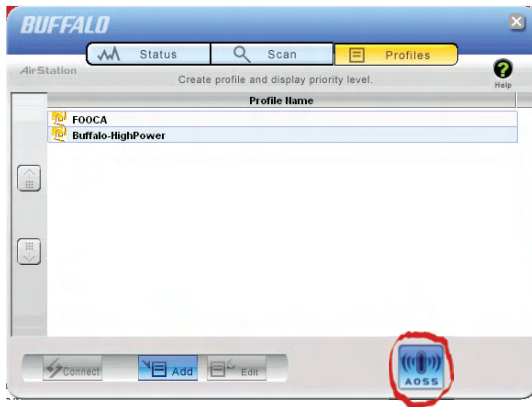 BUFFALO
Status Scan Profiles
AirStation
Create profile and display priority level.
Help
Profile Name
FOOCA
Buffalo-HighPower
Connect Add Edit
AOSS